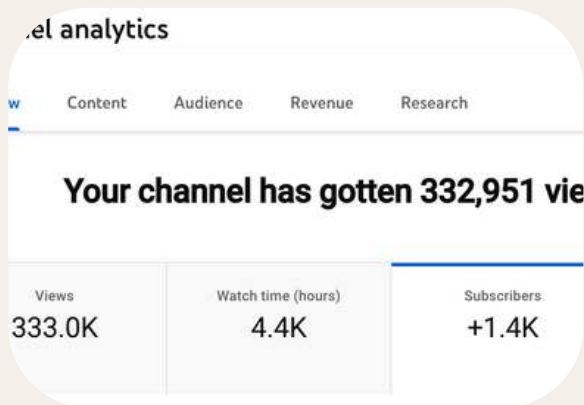 el analytics
w Content Audience Revenue Research
Your channel has gotten 332,951 vie
Views Watch time (hours) Subscribers
333.0K 4.4K +1.4K